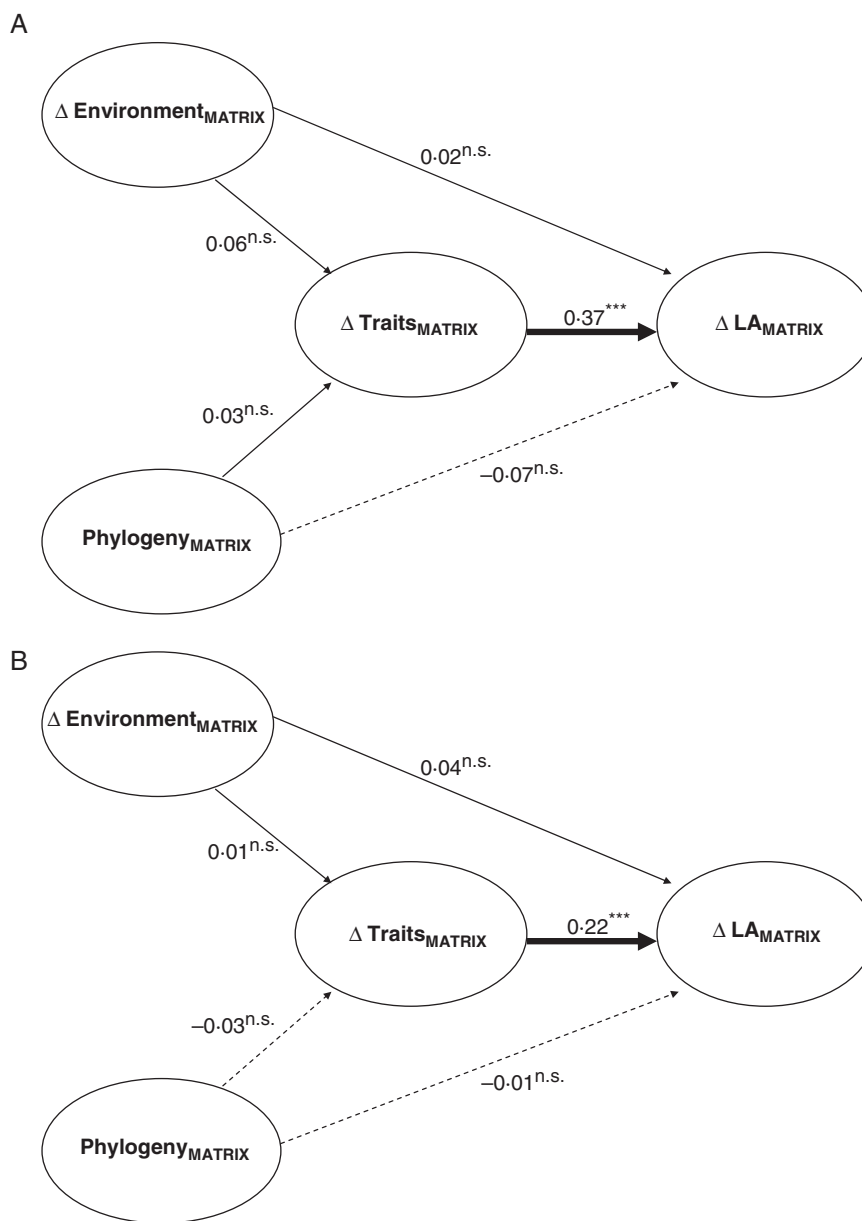 A
Δ EnvironmentMATRIX
0·02n.s.
0·06n.s.
Δ TraitsMATRIX
0·37***
Δ LAMATRIX
0·03n.s.
–0·07n.s.
PhylogenyMATRIX
B
Δ EnvironmentMATRIX
0·04n.s.
0·01n.s.
Δ TraitsMATRIX
0·22***
Δ LAMATRIX
–0·03n.s.
–0·01n.s.
PhylogenyMATRIX